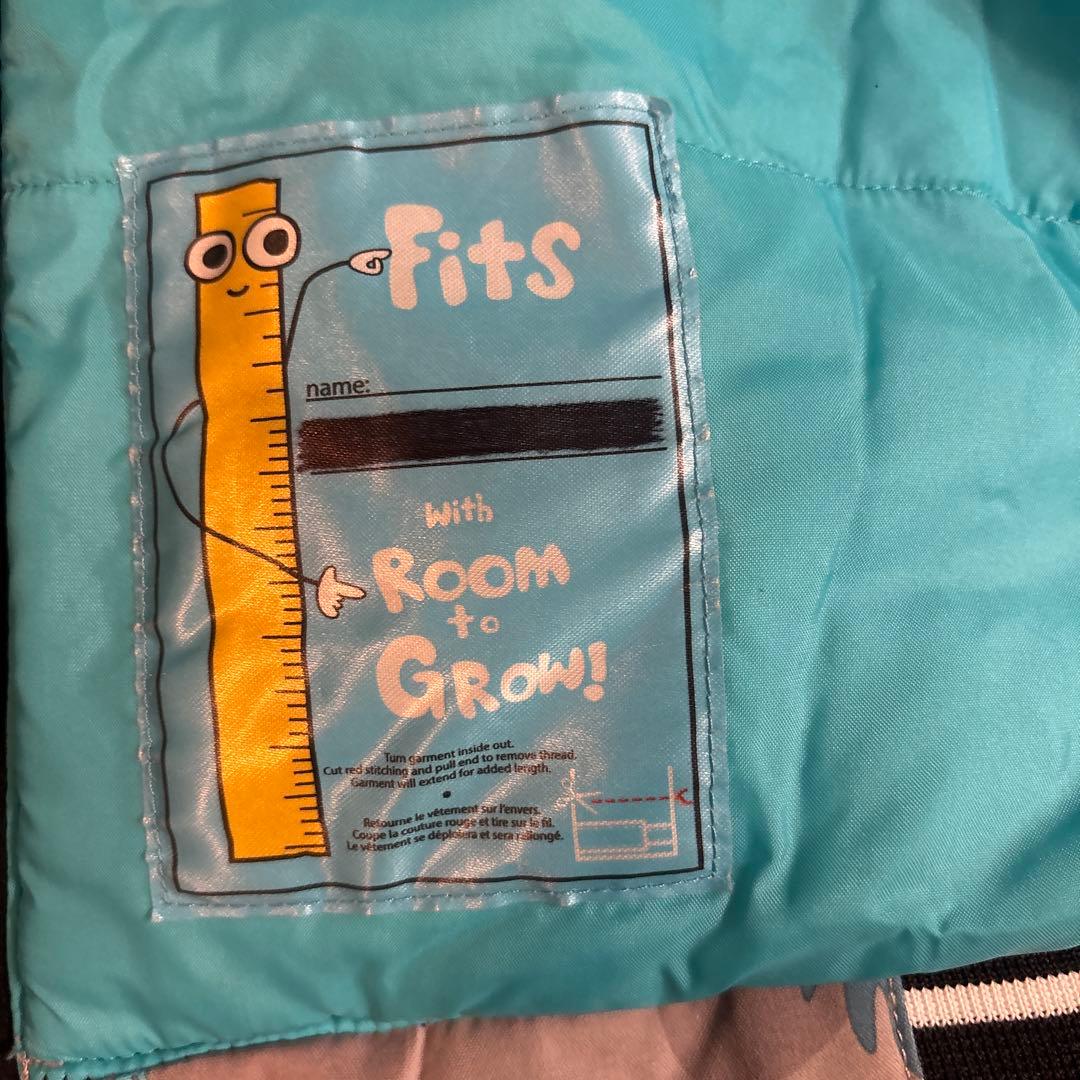 Fits
name:
With
Room
to
Grow!
Turn garment inside out.
Cut red stitching and pull end to remove thread.
Garment will extend for added length.
Retourne le vêtement sur l'envers.
Coupe la couture rouge et tire sur le fil.
Le vêtement se déploiera et sera rallongé.